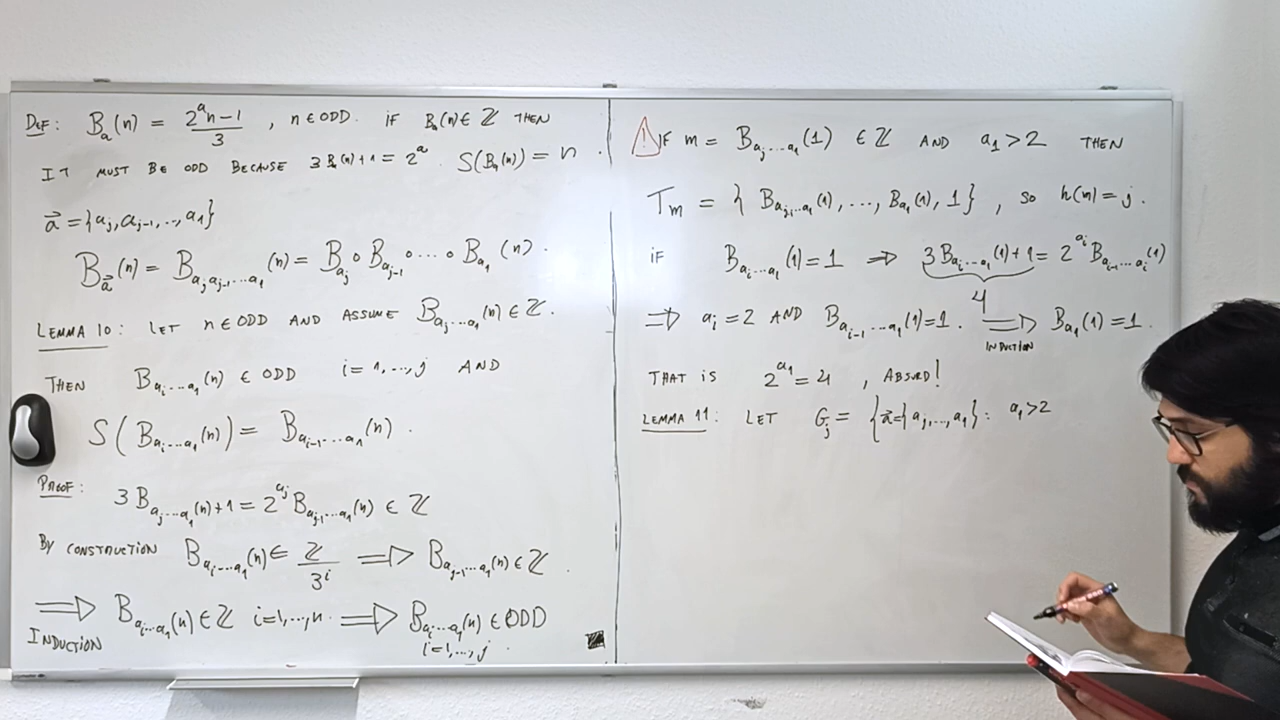 DEF: B_a(n) = (2^a n - 1)/3 , n ∈ ODD. IF B_a(n) ∈ ℤ THEN
IT MUST BE ODD BECAUSE 3B_a(n)+1 = 2^a . S(B_a(n)) = n .
a⃗ = {a_j, a_{j-1}, .., a_1}
B_a⃗(n) = B_{a_j a_{j-1} ... a_1}(n) = B_{a_j} ∘ B_{a_{j-1}} ∘ ... ∘ B_{a_1}(n) .
LEMMA 10: LET n ∈ ODD AND ASSUME B_{a_j ... a_1}(n) ∈ ℤ.
THEN B_{a_i ... a_1}(n) ∈ ODD i = 1, ..., j AND
S(B_{a_i ... a_1}(n)) = B_{a_{i-1} ... a_1}(n) .
PROOF: 3B_{a_j ... a_1}(n)+1 = 2^{a_j} B_{a_{j-1} ... a_1}(n) ∈ ℤ
BY CONSTRUCTION B_{a_i ... a_1}(n) ∈ ℤ/3^i ⟹ B_{a_{j-1} ... a_1}(n) ∈ ℤ .
⟹ B_{a_i ... a_1}(n) ∈ ℤ i=1,...,n. ⟹ B_{a_i ... a_1}(n) ∈ ODD
INDUCTION i=1,...,j .
! IF m = B_{a_j ... a_1}(1) ∈ ℤ AND a_1 > 2 THEN
T_m = { B_{a_j ... a_1}(1), ..., B_{a_1}(1), 1 } , SO h(m) = j .
IF B_{a_i ... a_1}(1) = 1 ⟹ 3B_{a_i ... a_1}(1)+1 = 2^{a_i} B_{a_{i-1} ... a_1}(1)
4
⟹ a_i = 2 AND B_{a_{i-1} ... a_1}(1) = 1 . ⟹ B_{a_1}(1) = 1 .
INDUCTION
THAT IS 2^{a_1} = 4 , ABSURD!
LEMMA 11: LET G_j = { a⃗ = {a_j, ..., a_1} : a_1 > 2